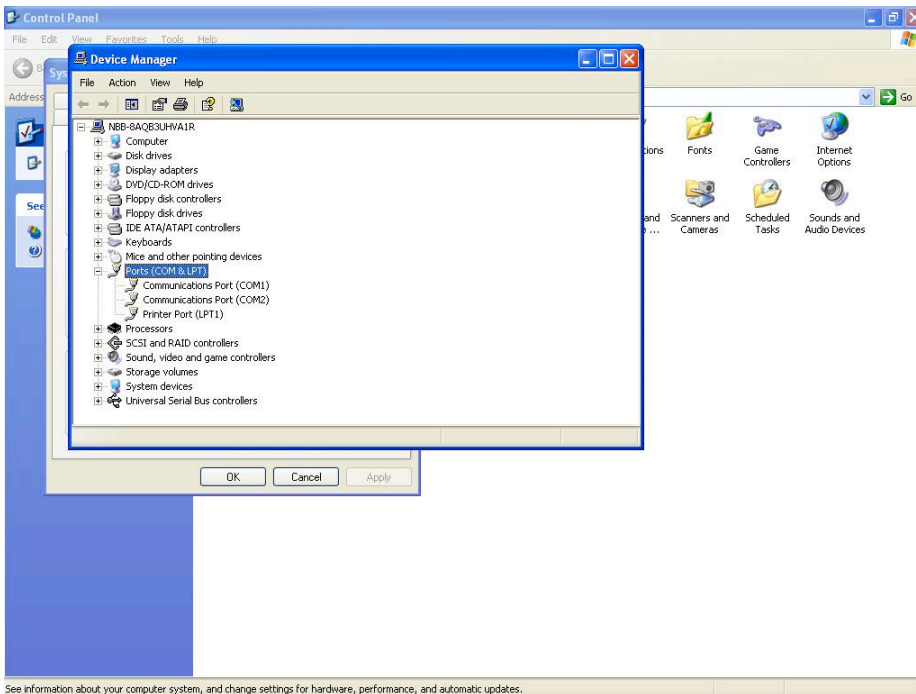 Control Panel
File Edit View Favorites Tools Help
Sys
Address
Go
See
Device Manager
File Action View Help
NBB-8AQB3UHVA1R
Computer
Disk drives
Display adapters
DVD/CD-ROM drives
Floppy disk controllers
Floppy disk drives
IDE ATA/ATAPI controllers
Keyboards
Mice and other pointing devices
Ports (COM & LPT)
Communications Port (COM1)
Communications Port (COM2)
Printer Port (LPT1)
Processors
SCSI and RAID controllers
Sound, video and game controllers
Storage volumes
System devices
Universal Serial Bus controllers
OK Cancel Apply
tions Fonts Game Controllers Internet Options
and ... Scanners and Cameras Scheduled Tasks Sounds and Audio Devices
See information about your computer system, and change settings for hardware, performance, and automatic updates.